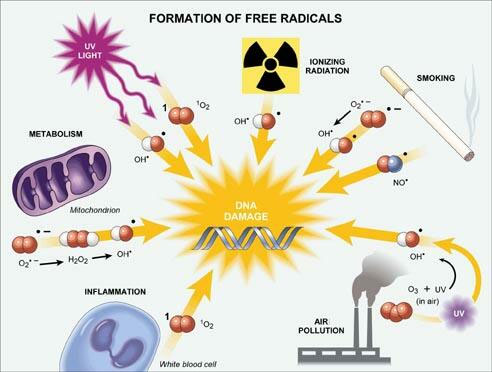 FORMATION OF FREE RADICALS
UV
LIGHT
1
¹O₂
OH•
IONIZING
RADIATION
OH•
SMOKING
O₂•–
•–
OH•
NO•
METABOLISM
Mitochondrion
•–
O₂•–
H₂O₂
OH•
DNA
DAMAGE
INFLAMMATION
1
¹O₂
White blood cell
AIR
POLLUTION
OH•
O₃ + UV
(in air)
UV